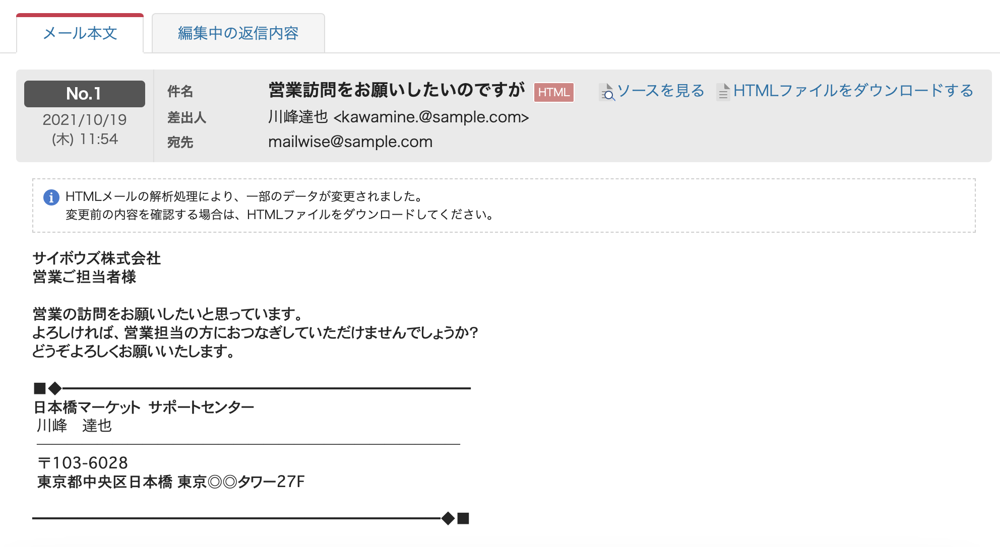 メール本文
編集中の返信内容
No.1
2021/10/19
(木) 11:54
件名 営業訪問をお願いしたいのですが HTML ソースを見る HTMLファイルをダウンロードする
差出人 川峰達也 <kawamine.@sample.com>
宛先 mailwise@sample.com
HTMLメールの解析処理により、一部のデータが変更されました。
変更前の内容を確認する場合は、HTMLファイルをダウンロードしてください。
サイボウズ株式会社
営業ご担当者様
営業の訪問をお願いしたいと思っています。
よろしければ、営業担当の方におつなぎしていただけませんでしょうか?
どうぞよろしくお願いいたします。
■◆━━━━━━━━━━━━━━━━━━━━━━━━━━━
日本橋マーケット サポートセンター
川峰　達也
────────────────────────────
〒103-6028
東京都中央区日本橋 東京◎◎タワー27F
━━━━━━━━━━━━━━━━━━━━━━━━━━━◆■